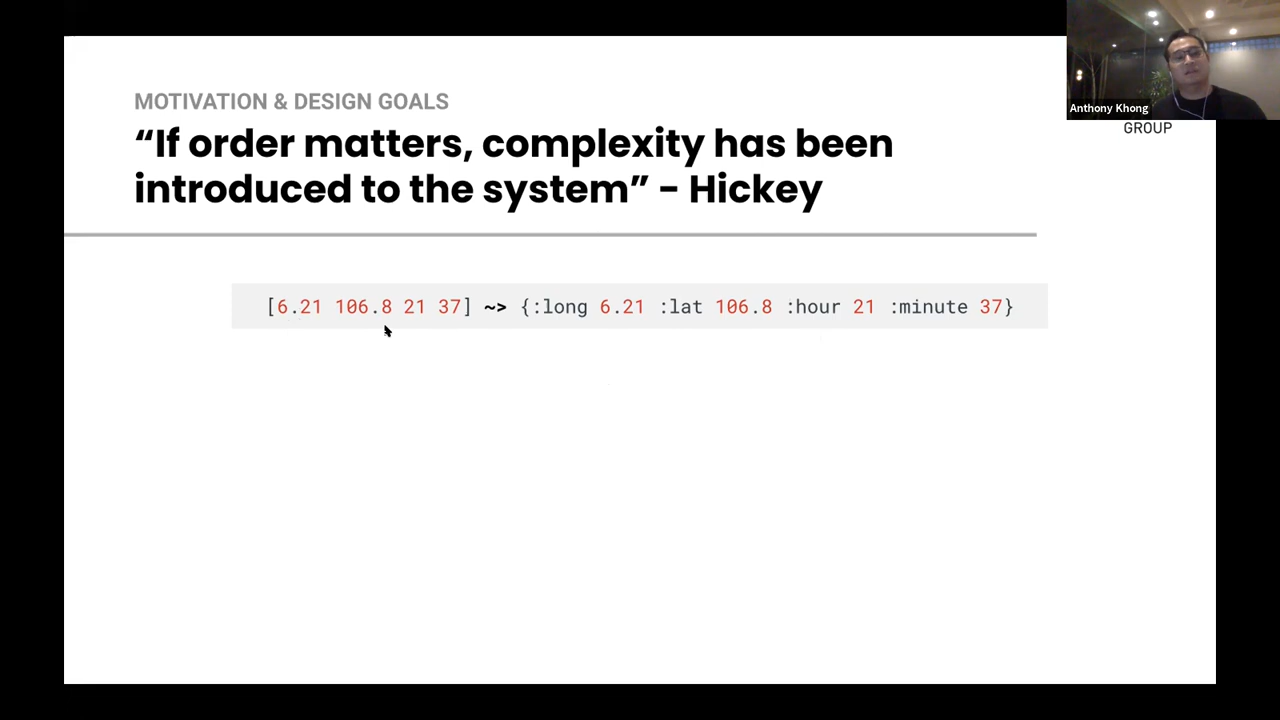 MOTIVATION & DESIGN GOALS
“If order matters, complexity has been
introduced to the system” - Hickey
[6.21 106.8 21 37] ~> {:long 6.21 :lat 106.8 :hour 21 :minute 37}
Anthony Khong
GROUP